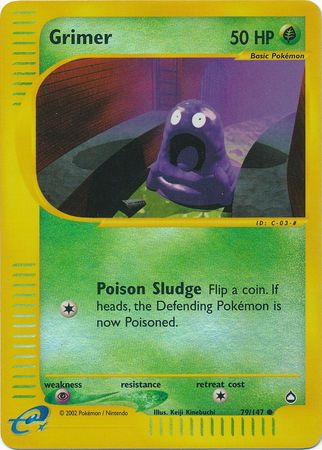 Grimer 50 HP
Basic Pokémon
ID: C-03-#
Poison Sludge Flip a coin. If
heads, the Defending Pokémon is
now Poisoned.
weakness resistance retreat cost
e
© 2002 Pokémon / Nintendo Illus. Keiji Kinebuchi 79/147